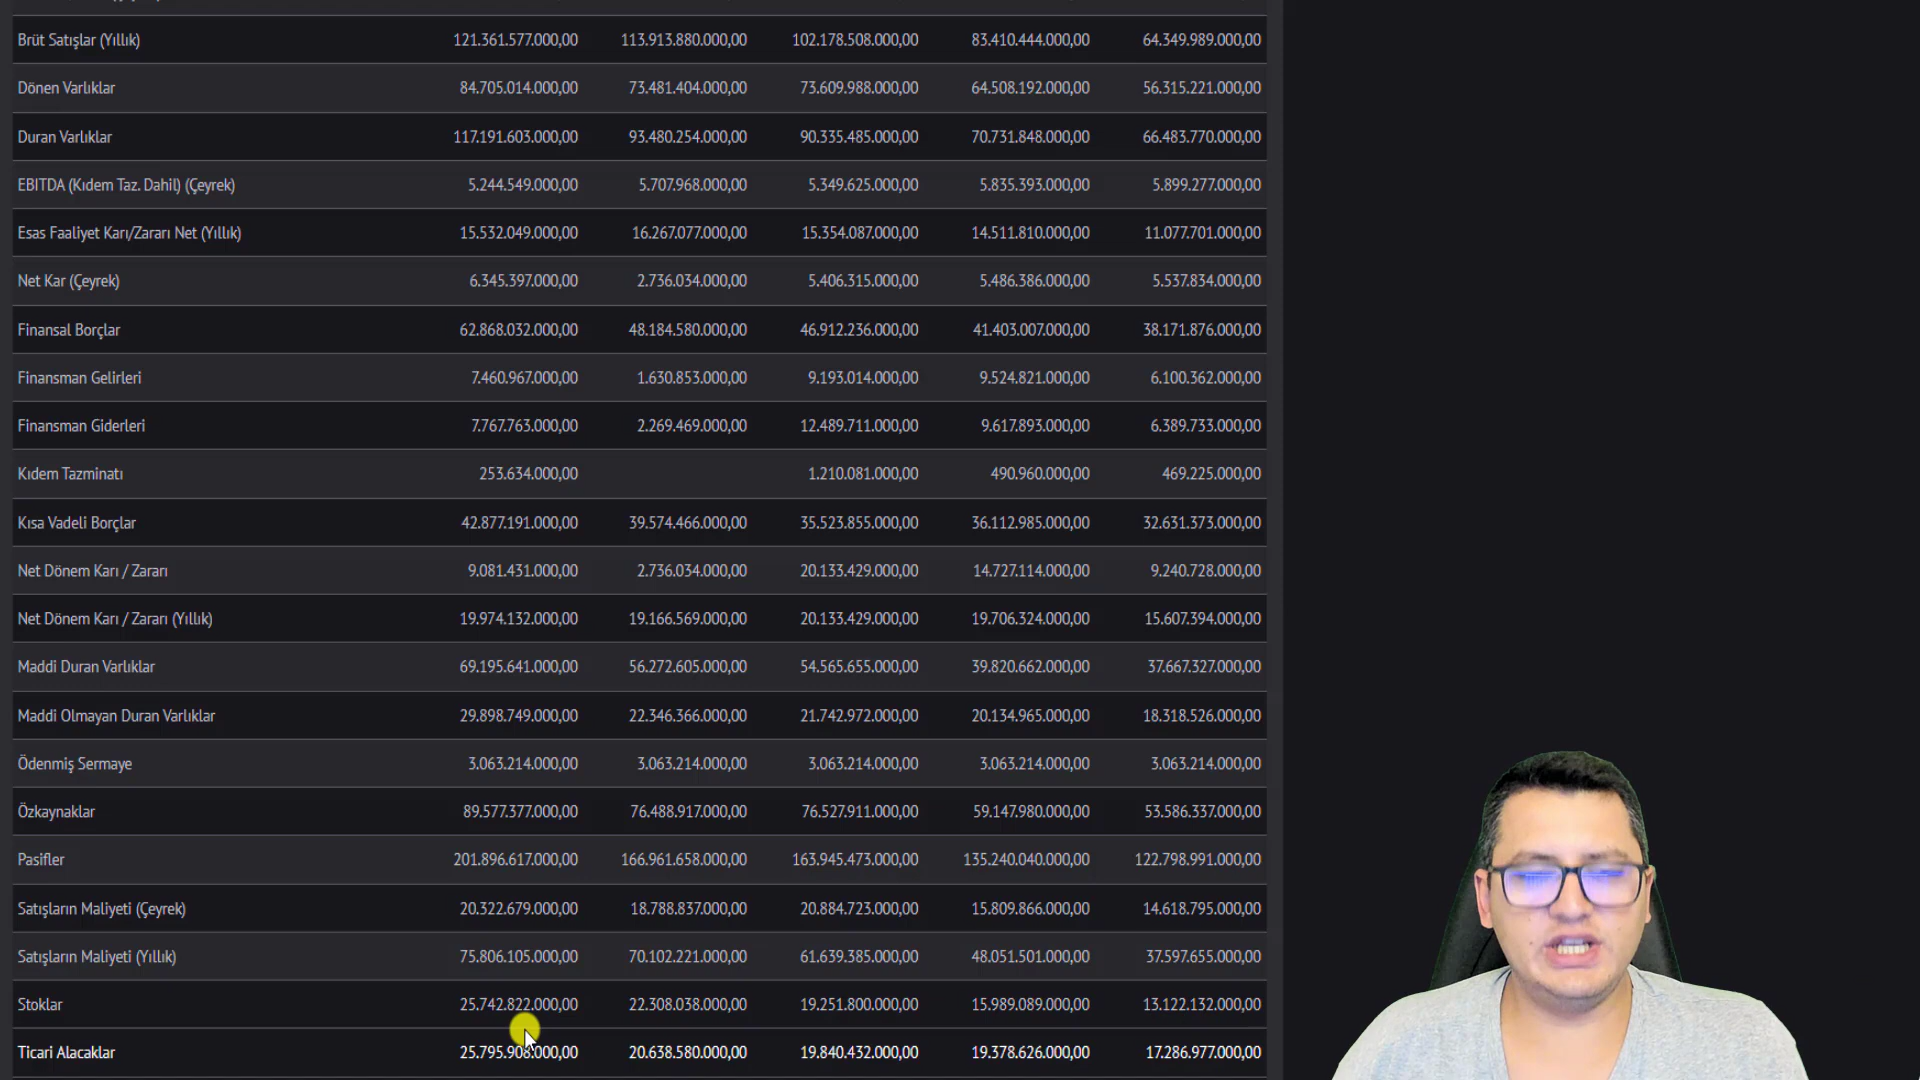 Brüt Satışlar (Yıllık) 121.361.577.000,00 113.913.880.000,00 102.178.508.000,00 83.410.444.000,00 64.349.989.000,00
Dönen Varlıklar 84.705.014.000,00 73.481.404.000,00 73.609.988.000,00 64.508.192.000,00 56.315.221.000,00
Duran Varlıklar 117.191.603.000,00 93.480.254.000,00 90.335.485.000,00 70.731.848.000,00 66.483.770.000,00
EBITDA (Kıdem Taz. Dahil) (Çeyrek) 5.244.549.000,00 5.707.968.000,00 5.349.625.000,00 5.835.393.000,00 5.899.277.000,00
Esas Faaliyet Karı/Zararı Net (Yıllık) 15.532.049.000,00 16.267.077.000,00 15.354.087.000,00 14.511.810.000,00 11.077.701.000,00
Net Kar (Çeyrek) 6.345.397.000,00 2.736.034.000,00 5.406.315.000,00 5.486.386.000,00 5.537.834.000,00
Finansal Borçlar 62.868.032.000,00 48.184.580.000,00 46.912.236.000,00 41.403.007.000,00 38.171.876.000,00
Finansman Gelirleri 7.460.967.000,00 1.630.853.000,00 9.193.014.000,00 9.524.821.000,00 6.100.362.000,00
Finansman Giderleri 7.767.763.000,00 2.269.469.000,00 12.489.711.000,00 9.617.893.000,00 6.389.733.000,00
Kıdem Tazminatı 253.634.000,00 1.210.081.000,00 490.960.000,00 469.225.000,00
Kısa Vadeli Borçlar 42.877.191.000,00 39.574.466.000,00 35.523.855.000,00 36.112.985.000,00 32.631.373.000,00
Net Dönem Karı / Zararı 9.081.431.000,00 2.736.034.000,00 20.133.429.000,00 14.727.114.000,00 9.240.728.000,00
Net Dönem Karı / Zararı (Yıllık) 19.974.132.000,00 19.166.569.000,00 20.133.429.000,00 19.706.324.000,00 15.607.394.000,00
Maddi Duran Varlıklar 69.195.641.000,00 56.272.605.000,00 54.565.655.000,00 39.820.662.000,00 37.667.327.000,00
Maddi Olmayan Duran Varlıklar 29.898.749.000,00 22.346.366.000,00 21.742.972.000,00 20.134.965.000,00 18.318.526.000,00
Ödenmiş Sermaye 3.063.214.000,00 3.063.214.000,00 3.063.214.000,00 3.063.214.000,00 3.063.214.000,00
Özkaynaklar 89.577.377.000,00 76.488.917.000,00 76.527.911.000,00 59.147.980.000,00 53.586.337.000,00
Pasifler 201.896.617.000,00 166.961.658.000,00 163.945.473.000,00 135.240.040.000,00 122.798.991.000,00
Satışların Maliyeti (Çeyrek) 20.322.679.000,00 18.788.837.000,00 20.884.723.000,00 15.809.866.000,00 14.618.795.000,00
Satışların Maliyeti (Yıllık) 75.806.105.000,00 70.102.221.000,00 61.639.385.000,00 48.051.501.000,00 37.597.655.000,00
Stoklar 25.742.822.000,00 22.308.038.000,00 19.251.800.000,00 15.989.089.000,00 13.122.132.000,00
Ticari Alacaklar 25.795.908.000,00 20.638.580.000,00 19.840.432.000,00 19.378.626.000,00 17.286.977.000,00